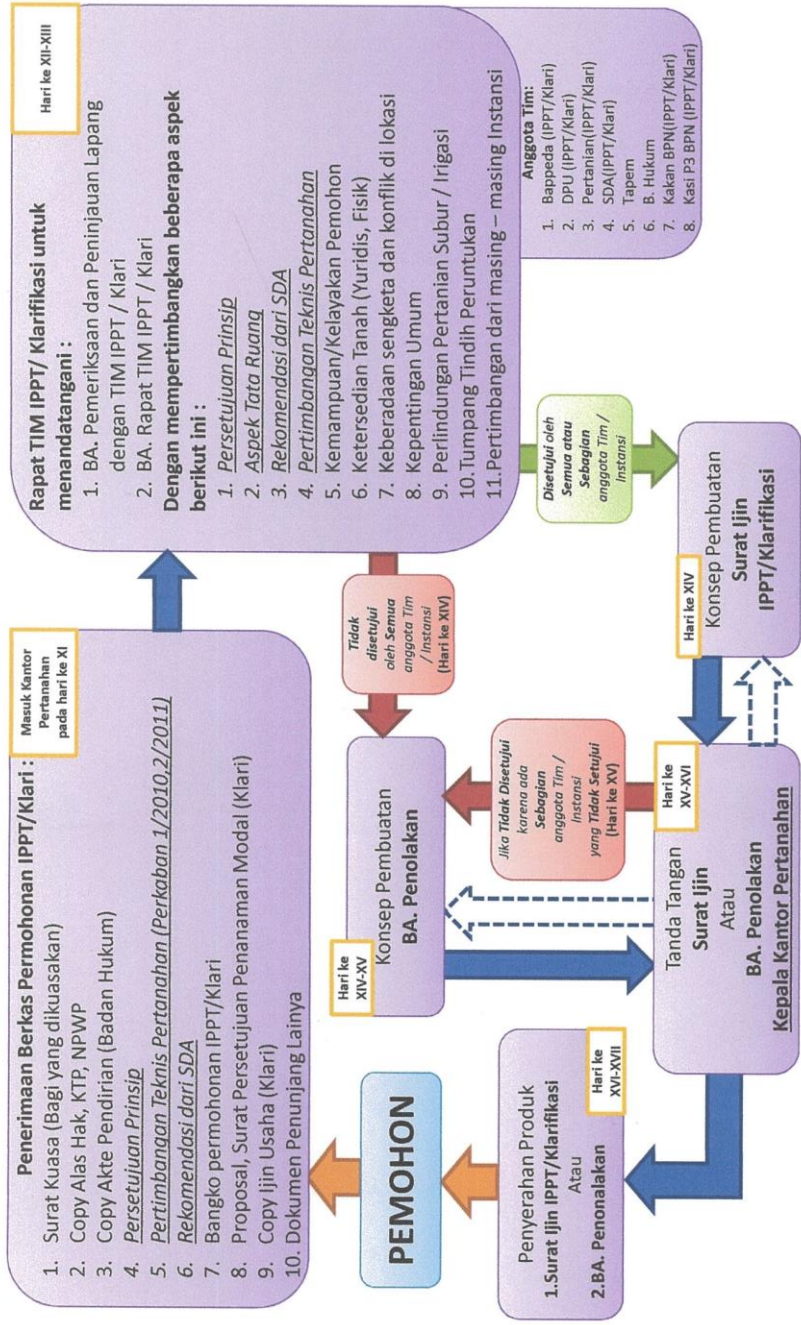 Penerimaan Berkas Permohonan IPPT/Klari :
Masuk Kantor
Pertanahan
pada hari ke XI
1. Surat Kuasa (Bagi yang dikuasakan)
2. Copy Alas Hak, KTP, NPWP
3. Copy Akte Pendirian (Badan Hukum)
4. Persetujuan Prinsip
5. Pertimbangan Teknis Pertanahan (Perkaban 1/2010,2/2011)
6. Rekomendasi dari SDA
7. Bangko permohonan IPPT/Klari
8. Proposal, Surat Persetujuan Penanaman Modal (Klari)
9. Copy Ijin Usaha (Klari)
10. Dokumen Penunjang Lainya
Hari ke XII-XIII
Rapat TIM IPPT/ Klarifikasi untuk
menandatangani :
1. BA. Pemeriksaan dan Peninjauan Lapang
dengan TIM IPPT / Klari
2. BA. Rapat TIM IPPT / Klari
Dengan mempertimbangkan beberapa aspek
berikut ini :
1. Persetujuan Prinsip
2. Aspek Tata Ruang
3. Rekomendasi dari SDA
4. Pertimbangan Teknis Pertanahan
5. Kemampuan/Kelayakan Pemohon
6. Ketersedian Tanah (Yuridis, Fisik)
7. Keberadaan sengketa dan konflik di lokasi
8. Kepentingan Umum
9. Perlindungan Pertanian Subur / Irigasi
10.Tumpang Tindih Peruntukan
11.Pertimbangan dari masing – masing Instansi
Anggota Tim:
1. Bappeda (IPPT/Klari)
2. DPU (IPPT/Klari)
3. Pertanian(IPPT/Klari)
4. SDA(IPPT/Klari)
5. Tapem
6. B. Hukum
7. Kakan BPN(IPPT/Klari)
8. Kasi P3 BPN (IPPT/Klari)
Tidak
disetujui
oleh Semua
anggota Tim
/ Instansi
(Hari ke XIV)
Disetujui oleh
Semua atau
Sebagian
anggota Tim /
Instansi
PEMOHON
Hari ke
XIV-XV
Konsep Pembuatan
BA. Penolakan
Jika Tidak Disetujui
karena ada
Sebagian
anggota Tim /
Instansi
yang Tidak Setujui
(Hari ke XV)
Hari ke XIV
Konsep Pembuatan
Surat Ijin
IPPT/Klarifikasi
Penyerahan Produk
1.Surat Ijin IPPT/Klarifikasi
Atau
2.BA. Penonalakan
Hari ke
XVI-XVII
Hari ke
XV-XVI
Tanda Tangan
Surat Ijin
Atau
BA. Penolakan
Kepala Kantor Pertanahan